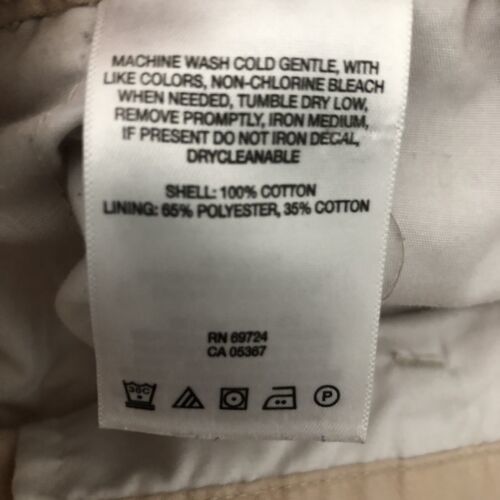 MACHINE WASH COLD GENTLE, WITH
LIKE COLORS, NON-CHLORINE BLEACH
WHEN NEEDED, TUMBLE DRY LOW,
REMOVE PROMPTLY, IRON MEDIUM,
IF PRESENT DO NOT IRON DECAL,
DRYCLEANABLE
SHELL: 100% COTTON
LINING: 65% POLYESTER, 35% COTTON
RN 69724
CA 05367
30C P